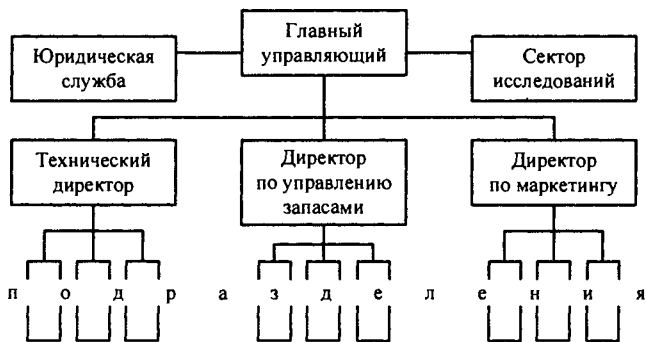 Главный
управляющий
Юридическая
служба
Сектор
исследований
Технический
директор
Директор
по управлению
запасами
Директор
по маркетингу
п о д р а з д е л е н и я